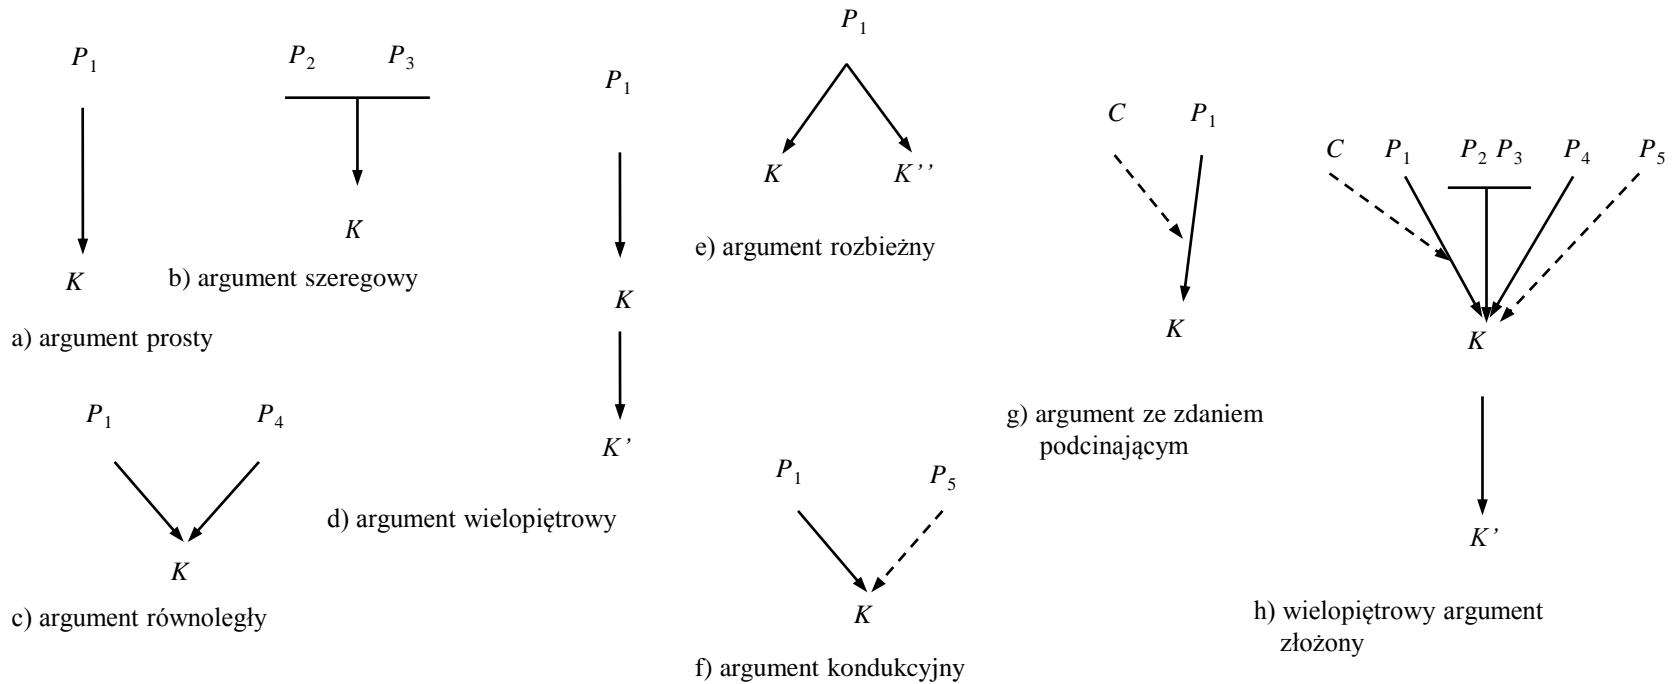 P1
K
a) argument prosty
P2 P3
K
b) argument szeregowy
P1 P4
K
c) argument równoległy
P1
K
K’
d) argument wielopiętrowy
P1
K K’’
e) argument rozbieżny
P1 P5
K
f) argument kondukcyjny
C P1
K
g) argument ze zdaniem
podcinającym
C P1 P2 P3 P4 P5
K
K’
h) wielopiętrowy argument
złożony